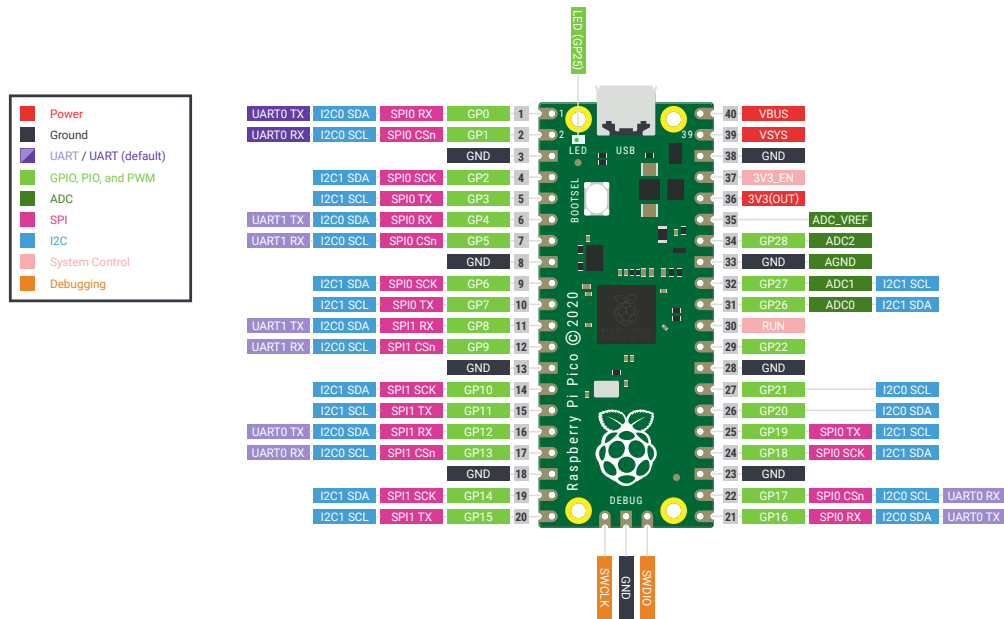 LED (GP25)
Power
Ground
UART / UART (default)
GPIO, PIO, and PWM
ADC
SPI
I2C
System Control
Debugging
UART0 TX I2C0 SDA SPI0 RX GP0 1
UART0 RX I2C0 SCL SPI0 CSn GP1 2
GND 3
I2C1 SDA SPI0 SCK GP2 4
I2C1 SCL SPI0 TX GP3 5
UART1 TX I2C0 SDA SPI0 RX GP4 6
UART1 RX I2C0 SCL SPI0 CSn GP5 7
GND 8
I2C1 SDA SPI0 SCK GP6 9
I2C1 SCL SPI0 TX GP7 10
UART1 TX I2C0 SDA SPI1 RX GP8 11
UART1 RX I2C0 SCL SPI1 CSn GP9 12
GND 13
I2C1 SDA SPI1 SCK GP10 14
I2C1 SCL SPI1 TX GP11 15
UART0 TX I2C0 SDA SPI1 RX GP12 16
UART0 RX I2C0 SCL SPI1 CSn GP13 17
GND 18
I2C1 SDA SPI1 SCK GP14 19
I2C1 SCL SPI1 TX GP15 20
1
2
39
LED
USB
BOOTSEL
Raspberry Pi Pico ©2020
DEBUG
40 VBUS
39 VSYS
38 GND
37 3V3_EN
36 3V3(OUT)
35 ADC_VREF
34 GP28 ADC2
33 GND AGND
32 GP27 ADC1 I2C1 SCL
31 GP26 ADC0 I2C1 SDA
30 RUN
29 GP22
28 GND
27 GP21 I2C0 SCL
26 GP20 I2C0 SDA
25 GP19 SPI0 TX I2C1 SCL
24 GP18 SPI0 SCK I2C1 SDA
23 GND
22 GP17 SPI0 CSn I2C0 SCL UART0 RX
21 GP16 SPI0 RX I2C0 SDA UART0 TX
SWCLK
GND
SWDIO